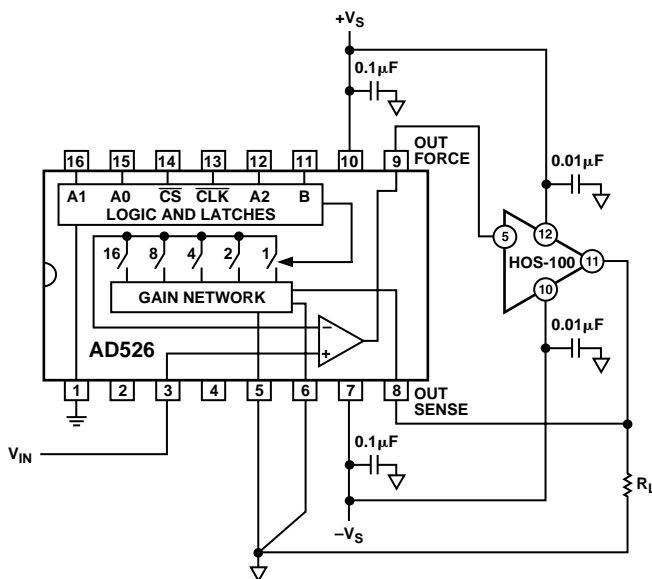 +VS
0.1μF
16 15 14 13 12 11 10 9
OUT
FORCE
0.01μF
A1 A0 CS CLK A2 B
LOGIC AND LATCHES
16 8 4 2 1
5 12 11
HOS-100
10
GAIN NETWORK
−
+
AD526
0.01μF
1 2 3 4 5 6 7 8
OUT
SENSE
0.1μF
VIN
RL
−VS